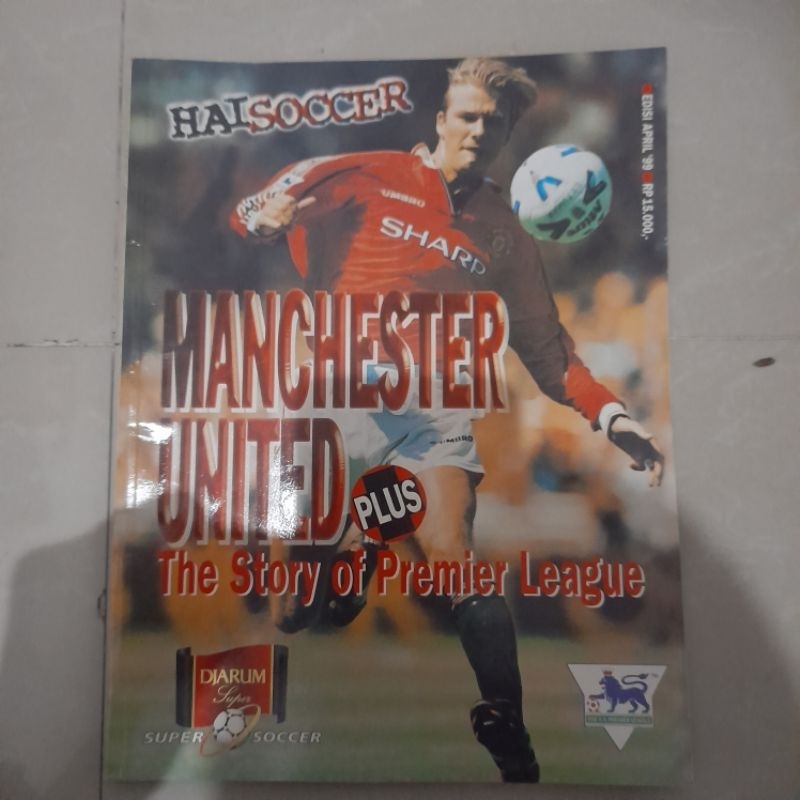 HAISOCCER
EDISI APRIL '99 RP 15.000,-
UMBRO
SHARP
MANCHESTER
UNITED
UMBRO
PLUS
The Story of Premier League
DJARUM
Super
SUPER SOCCER